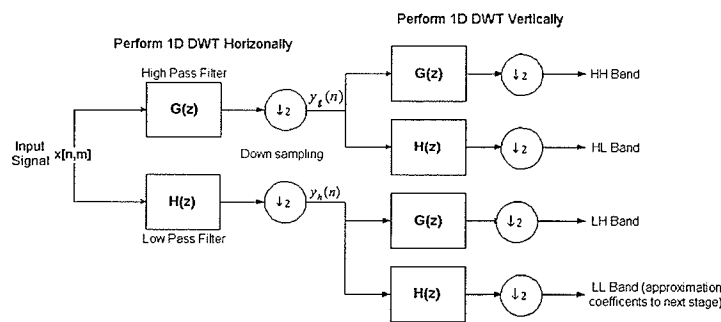 Perform 1D DWT Vertically
Perform 1D DWT Horizonally
High Pass Filter
G(z)
↓2
y_g(n)
G(z)
↓2
HH Band
Input
Signal x[n,m]
Down sampling
H(z)
↓2
HL Band
H(z)
Low Pass Filter
↓2
y_h(n)
G(z)
↓2
LH Band
H(z)
↓2
LL Band (approximation
coefficents to next stage)